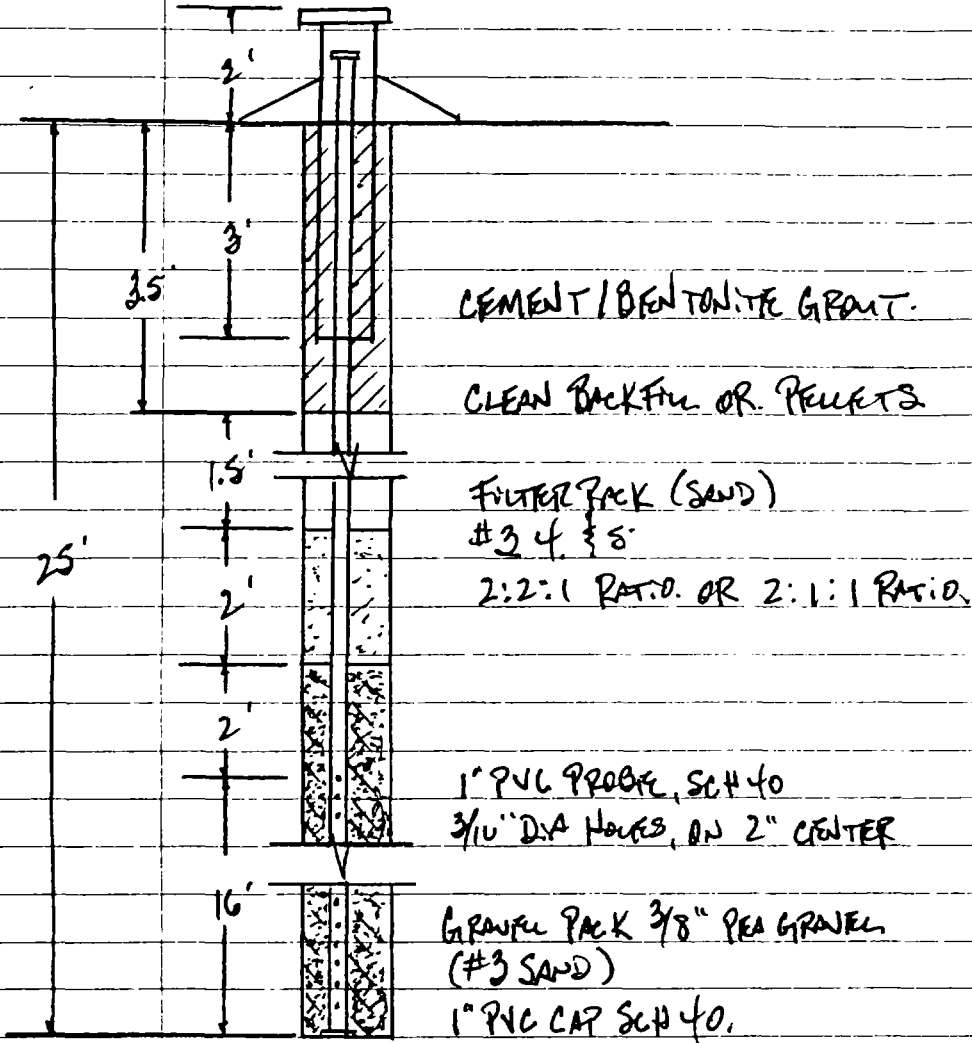 2'
3'
3.5'
CEMENT/BENTONITE GROUT.
CLEAN BACKFILL OR PELLETS
1.5'
FILTER PACK (SAND)
#3 4 & 5
2:2:1 RATIO. OR 2:1:1 RATIO.
25'
2'
2'
1" PVC PROBE, SCH 40
3/16" DIA HOLES, ON 2" CENTER
16'
GRAVEL PACK 3/8" PEA GRAVEL
(#3 SAND)
1" PVC CAP SCH 40.